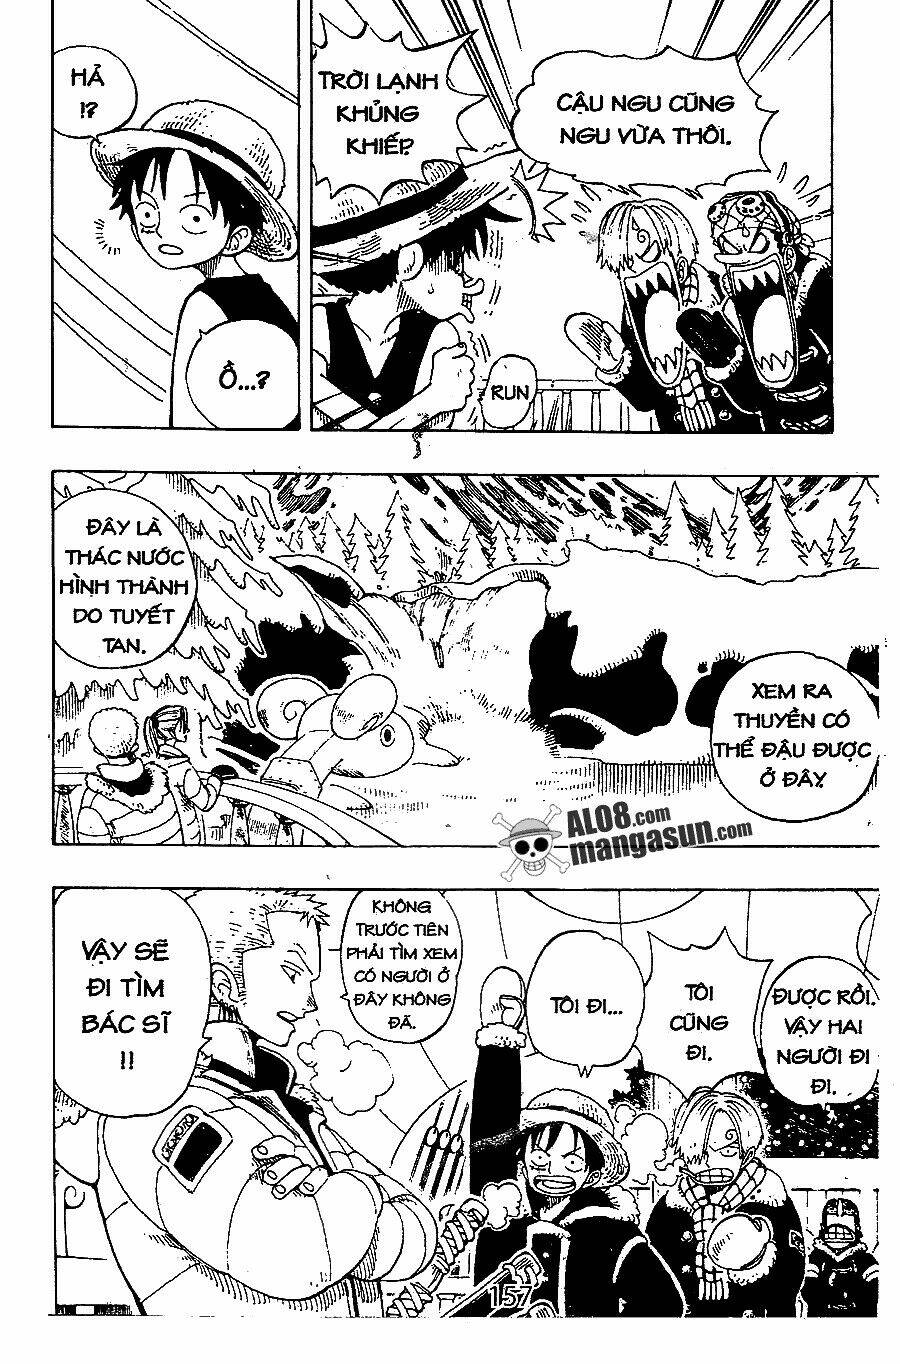 HẢ
!?
Ồ...?
TRỜI LẠNH
KHỦNG
KHIẾP?
CẬU NGU CŨNG
NGU VỪA THÔI.
RUN
ĐÂY LÀ
THÁC NƯỚC
HÌNH THÀNH
DO TUYẾT
TAN.
XEM RA
THUYỀN CÓ
THỂ ĐẬU ĐƯỢC
Ở ĐÂY.
AL08.com
mangasun.com
VẬY SẼ
ĐI TÌM
BÁC SĨ
!!
KHÔNG
TRƯỚC TIÊN
PHẢI TÌM XEM
CÓ NGƯỜI Ở
ĐÂY KHÔNG
ĐÃ.
TÔI ĐI...
TÔI
CŨNG
ĐI.
ĐƯỢC RỒI.
VẬY HAI
NGƯỜI ĐI
ĐI.
157